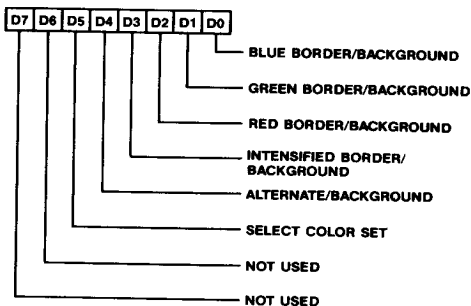 D7 D6 D5 D4 D3 D2 D1 D0
BLUE BORDER/BACKGROUND
GREEN BORDER/BACKGROUND
RED BORDER/BACKGROUND
INTENSIFIED BORDER/
BACKGROUND
ALTERNATE/BACKGROUND
SELECT COLOR SET
NOT USED
NOT USED